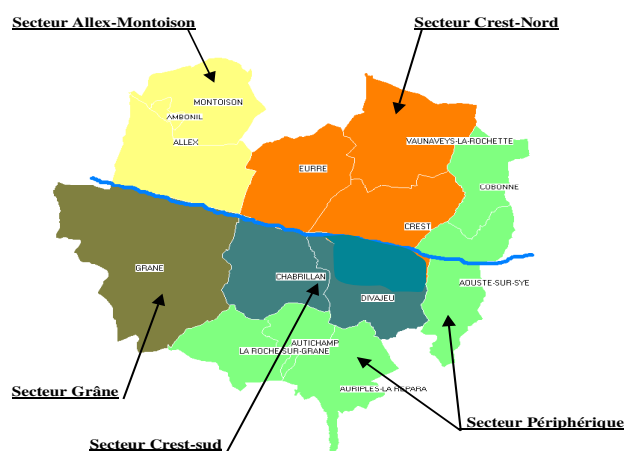 Secteur Allex-Montoison
Secteur Crest-Nord
MONTOISON
AMBONIL
ALLEX
VAUNAVEYS-LA-ROCHETTE
EURRE
COBONNE
CREST
GRANE
CHABRILLAN
AOUSTE-SUR-SYE
DIVAJEU
AUTICHAMP
LA ROCHE-SUR-GRANE
AURIPLES-LA REPARA
Secteur Grâne
Secteur Périphérique
Secteur Crest-sud